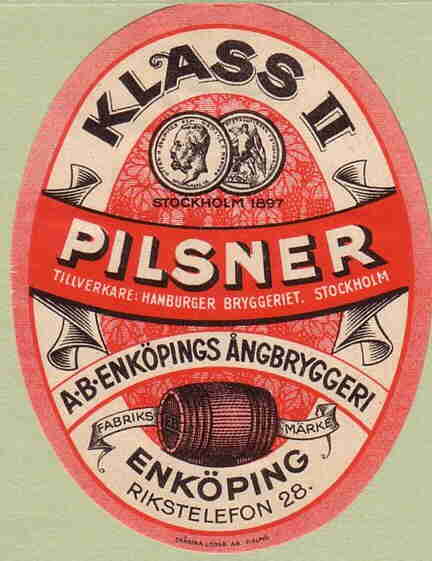 KLASS II
STOCKHOLM 1897
PILSNER
TILLVERKARE: HAMBURGER BRYGGERIET. STOCKHOLM
A·B·ENKÖPINGS ÅNGBRYGGERI
FABRIKS MÄRKE
ENKÖPING
RIKSTELEFON 28.